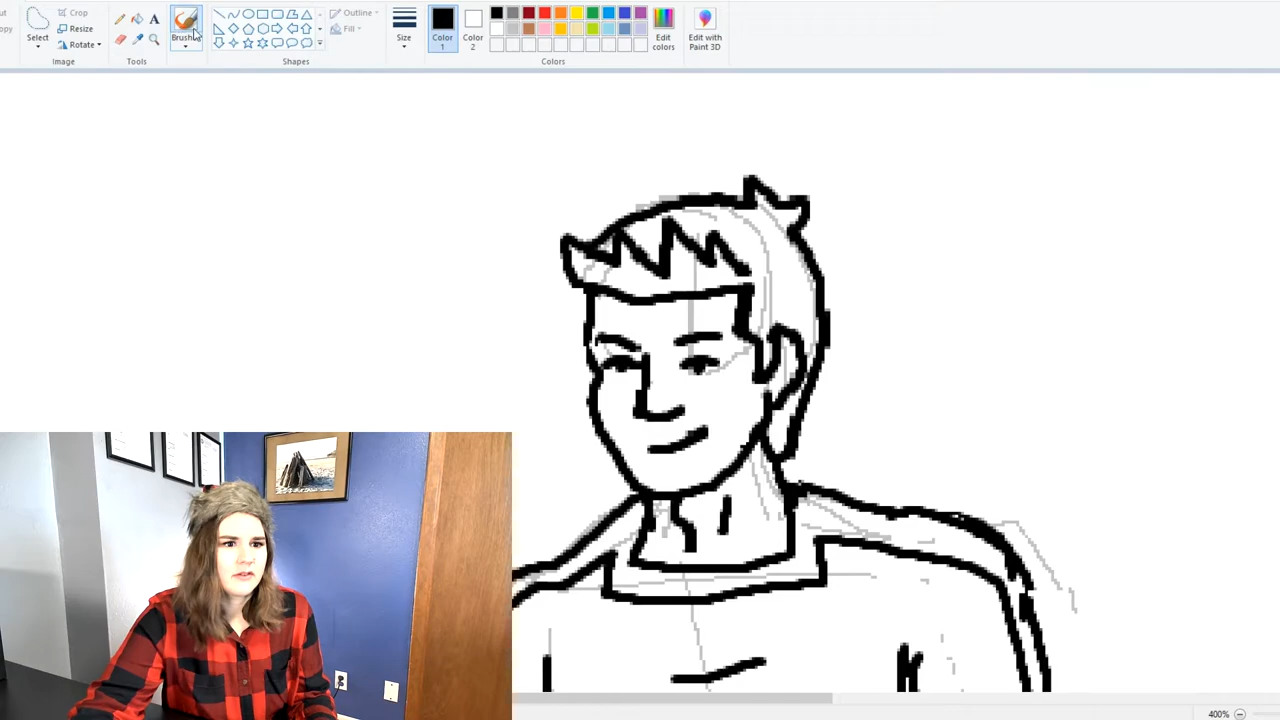 Select
Crop
Resize
Rotate
Image
A
Tools
Brushes
Outline
Fill
Shapes
Size
Color 1
Color 2
Edit colors
Colors
Edit with Paint 3D
400%